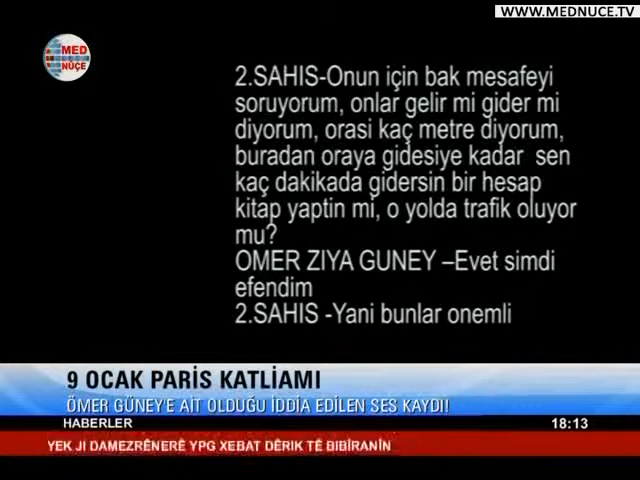 WWW.MEDNUCE.TV
MED
NÛÇE
2.SAHIS-Onun için bak mesafeyi
soruyorum, onlar gelir mi gider mi
diyorum, orasi kaç metre diyorum,
buradan oraya gidesiye kadar sen
kaç dakikada gidersin bir hesap
kitap yaptin mi, o yolda trafik oluyor
mu?
OMER ZIYA GUNEY –Evet simdi
efendim
2.SAHIS -Yani bunlar onemli
9 OCAK PARİS KATLİAMI
ÖMER GÜNEY'E AİT OLDUĞU İDDİA EDİLEN SES KAYDI!
HABERLER 18:13
YEK JI DAMEZRÊNERÊ YPG XEBAT DÊRIK TÊ BIBÎRANÎN